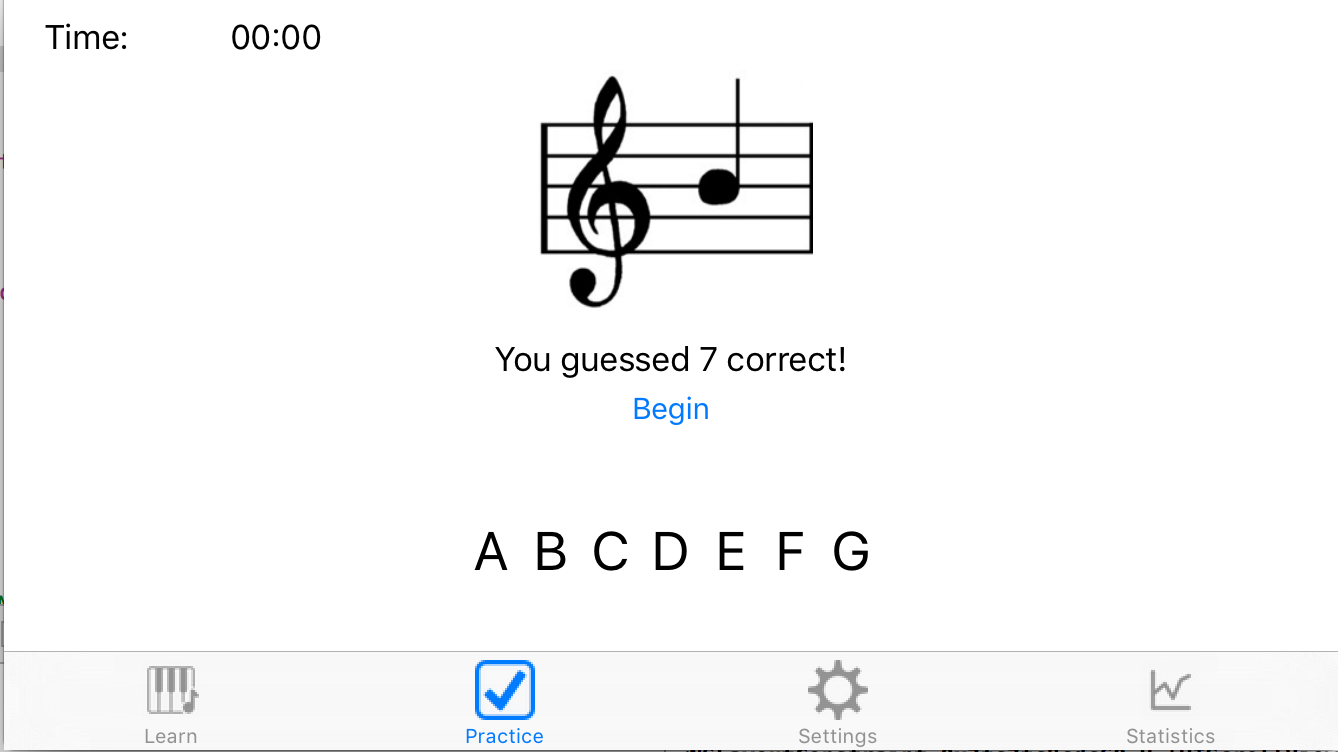 Time: 00:00
You guessed 7 correct!
Begin
A B C D E F G
Learn Practice Settings Statistics